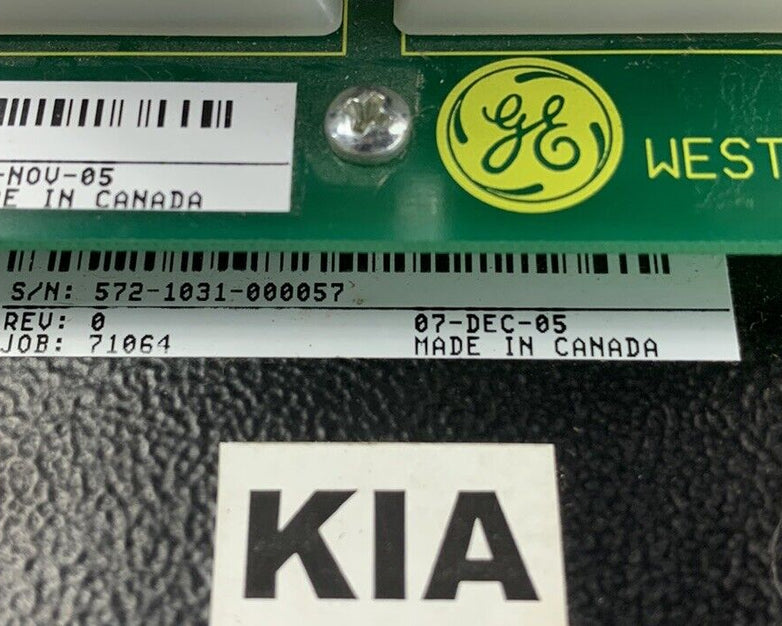 GE WEST
-NOV-05
E IN CANADA
S/N: 572-1031-000057
REV: 0 07-DEC-05
JOB: 71064 MADE IN CANADA
KIA